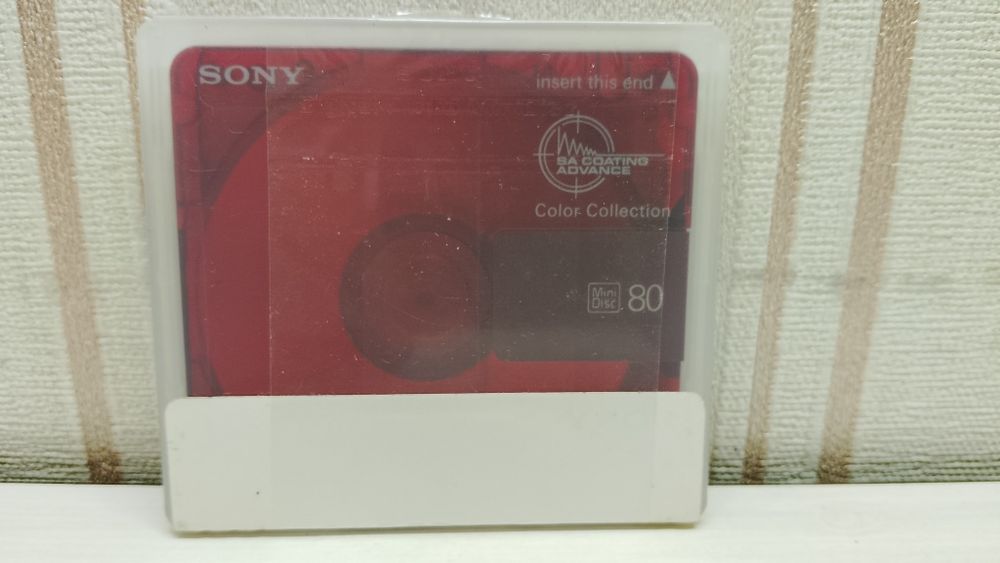 SONY
insert this end ▲
SA COATING
ADVANCE
Color Collection
Mini
Disc
80